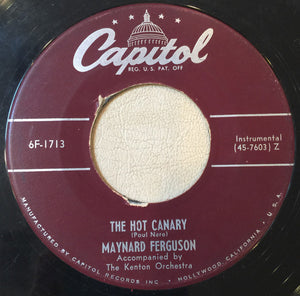 Capitol
REG. U.S. PAT. OFF
6F-1713
Instrumental
(45-7603) Z
THE HOT CANARY
(Paul Nero)
MAYNARD FERGUSON
Accompanied by
The Kenton Orchestra
MANUFACTURED BY CAPITOL RECORDS INC. HOLLYWOOD, CALIFORNIA • U.S.A.